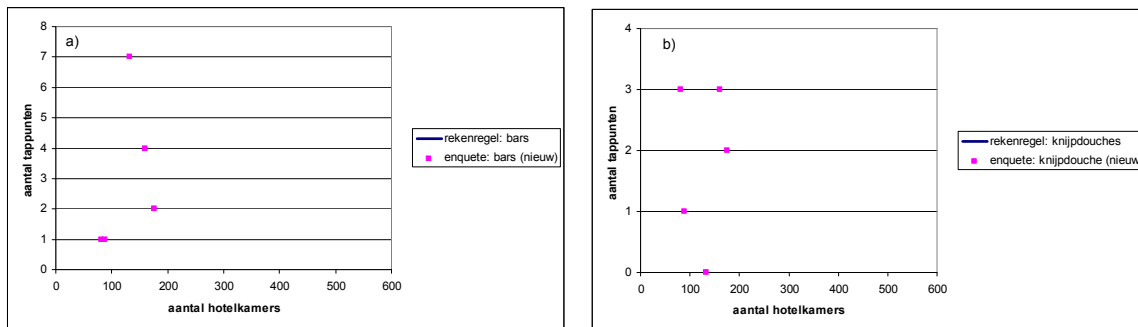 a)
aantal tappunten
8
7
6
5
4
3
2
1
0
0 100 200 300 400 500 600
aantal hotelkamers
rekenregel: bars
enquete: bars (nieuw)
b)
aantal tappunten
4
3
2
1
0
0 100 200 300 400 500 600
aantal hotelkamers
rekenregel: knijpdouches
enquete: knijpdouche (nieuw